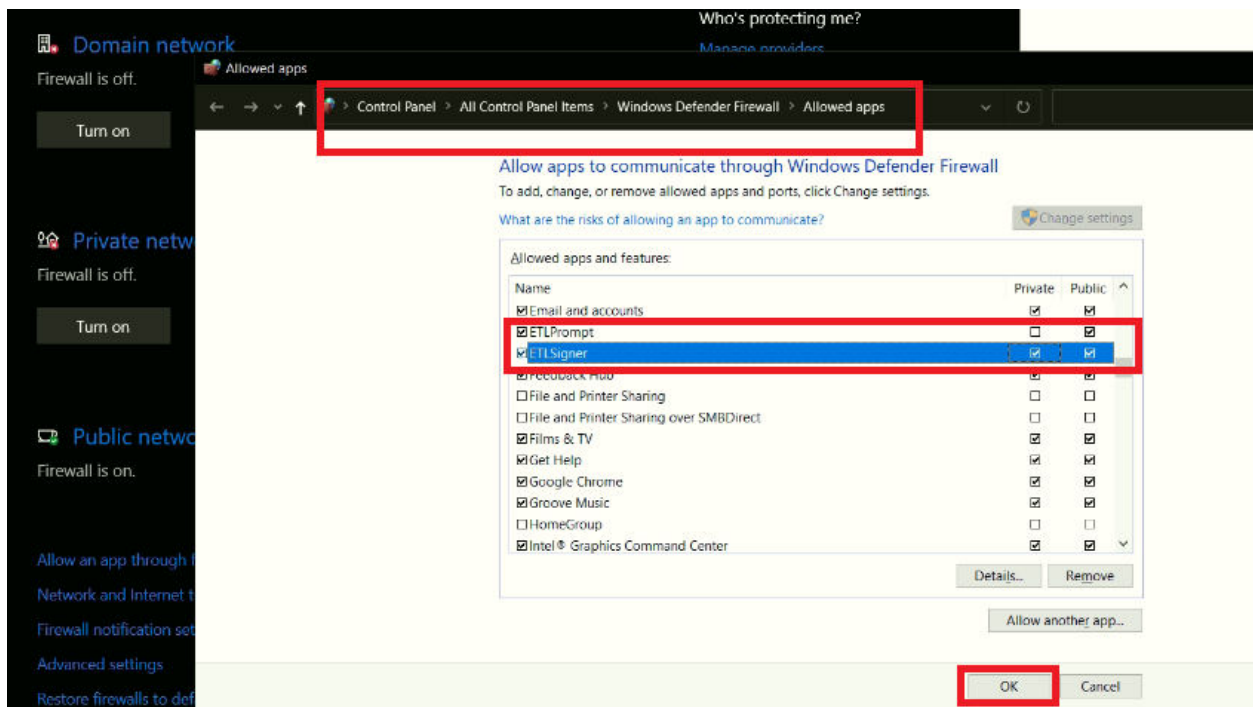 Who's protecting me?
Manage providers
Domain network
Firewall is off.
Turn on
Private netw
Firewall is off.
Turn on
Public netwo
Firewall is on.
Allow an app through f
Network and Internet t
Firewall notification set
Advanced settings
Restore firewalls to def
Allowed apps
Control Panel > All Control Panel Items > Windows Defender Firewall > Allowed apps
Allow apps to communicate through Windows Defender Firewall
To add, change, or remove allowed apps and ports, click Change settings.
What are the risks of allowing an app to communicate? Change settings
Allowed apps and features:
Name Private Public
Email and accounts
ETLPrompt
ETLSigner
Feedback Hub
File and Printer Sharing
File and Printer Sharing over SMBDirect
Films & TV
Get Help
Google Chrome
Groove Music
HomeGroup
Intel® Graphics Command Center
Details... Remove
Allow another app...
OK Cancel